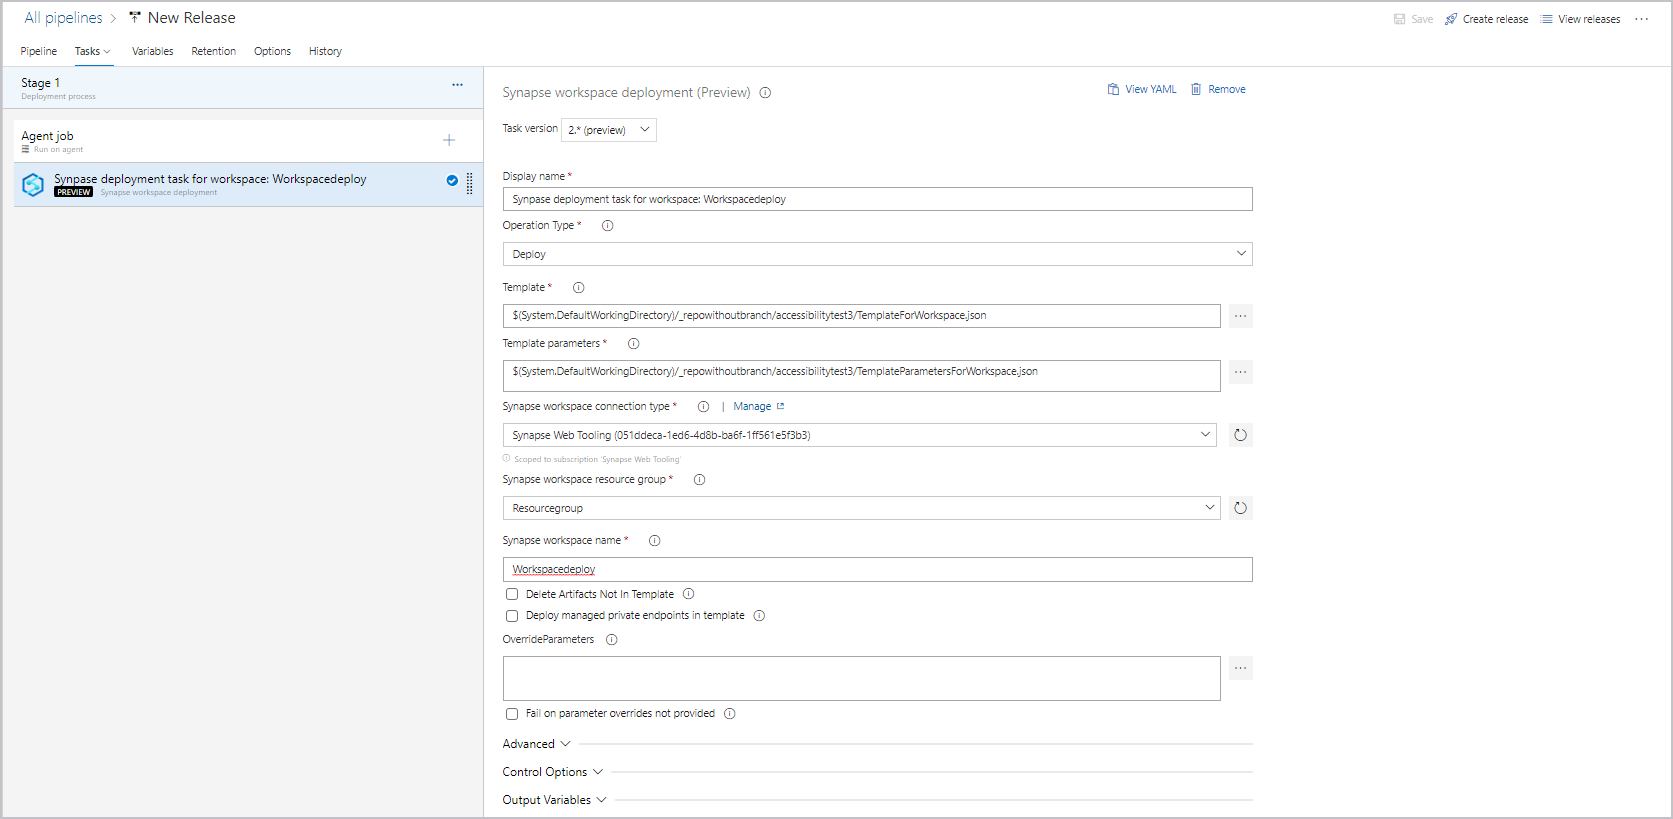 All pipelines > New Release
Save Create release View releases ...
Pipeline Tasks Variables Retention Options History
Stage 1
Deployment process
...
Agent job
Run on agent
Synpase deployment task for workspace: Workspacedeploy
PREVIEW Synapse workspace deployment
Synapse workspace deployment (Preview)
View YAML Remove
Task version 2.* (preview)
Display name *
Synpase deployment task for workspace: Workspacedeploy
Operation Type *
Deploy
Template *
$(System.DefaultWorkingDirectory)/_repowithoutbranch/accessibilitytest3/TemplateForWorkspace.json
...
Template parameters *
$(System.DefaultWorkingDirectory)/_repowithoutbranch/accessibilitytest3/TemplateParametersForWorkspace.json
...
Synapse workspace connection type * | Manage
Synapse Web Tooling (051ddeca-1ed6-4d8b-ba6f-1ff561e5f3b3)
Scoped to subscription 'Synapse Web Tooling'
Synapse workspace resource group *
Resourcegroup
Synapse workspace name *
Workspacedeploy
Delete Artifacts Not In Template
Deploy managed private endpoints in template
OverrideParameters
...
Fail on parameter overrides not provided
Advanced
Control Options
Output Variables